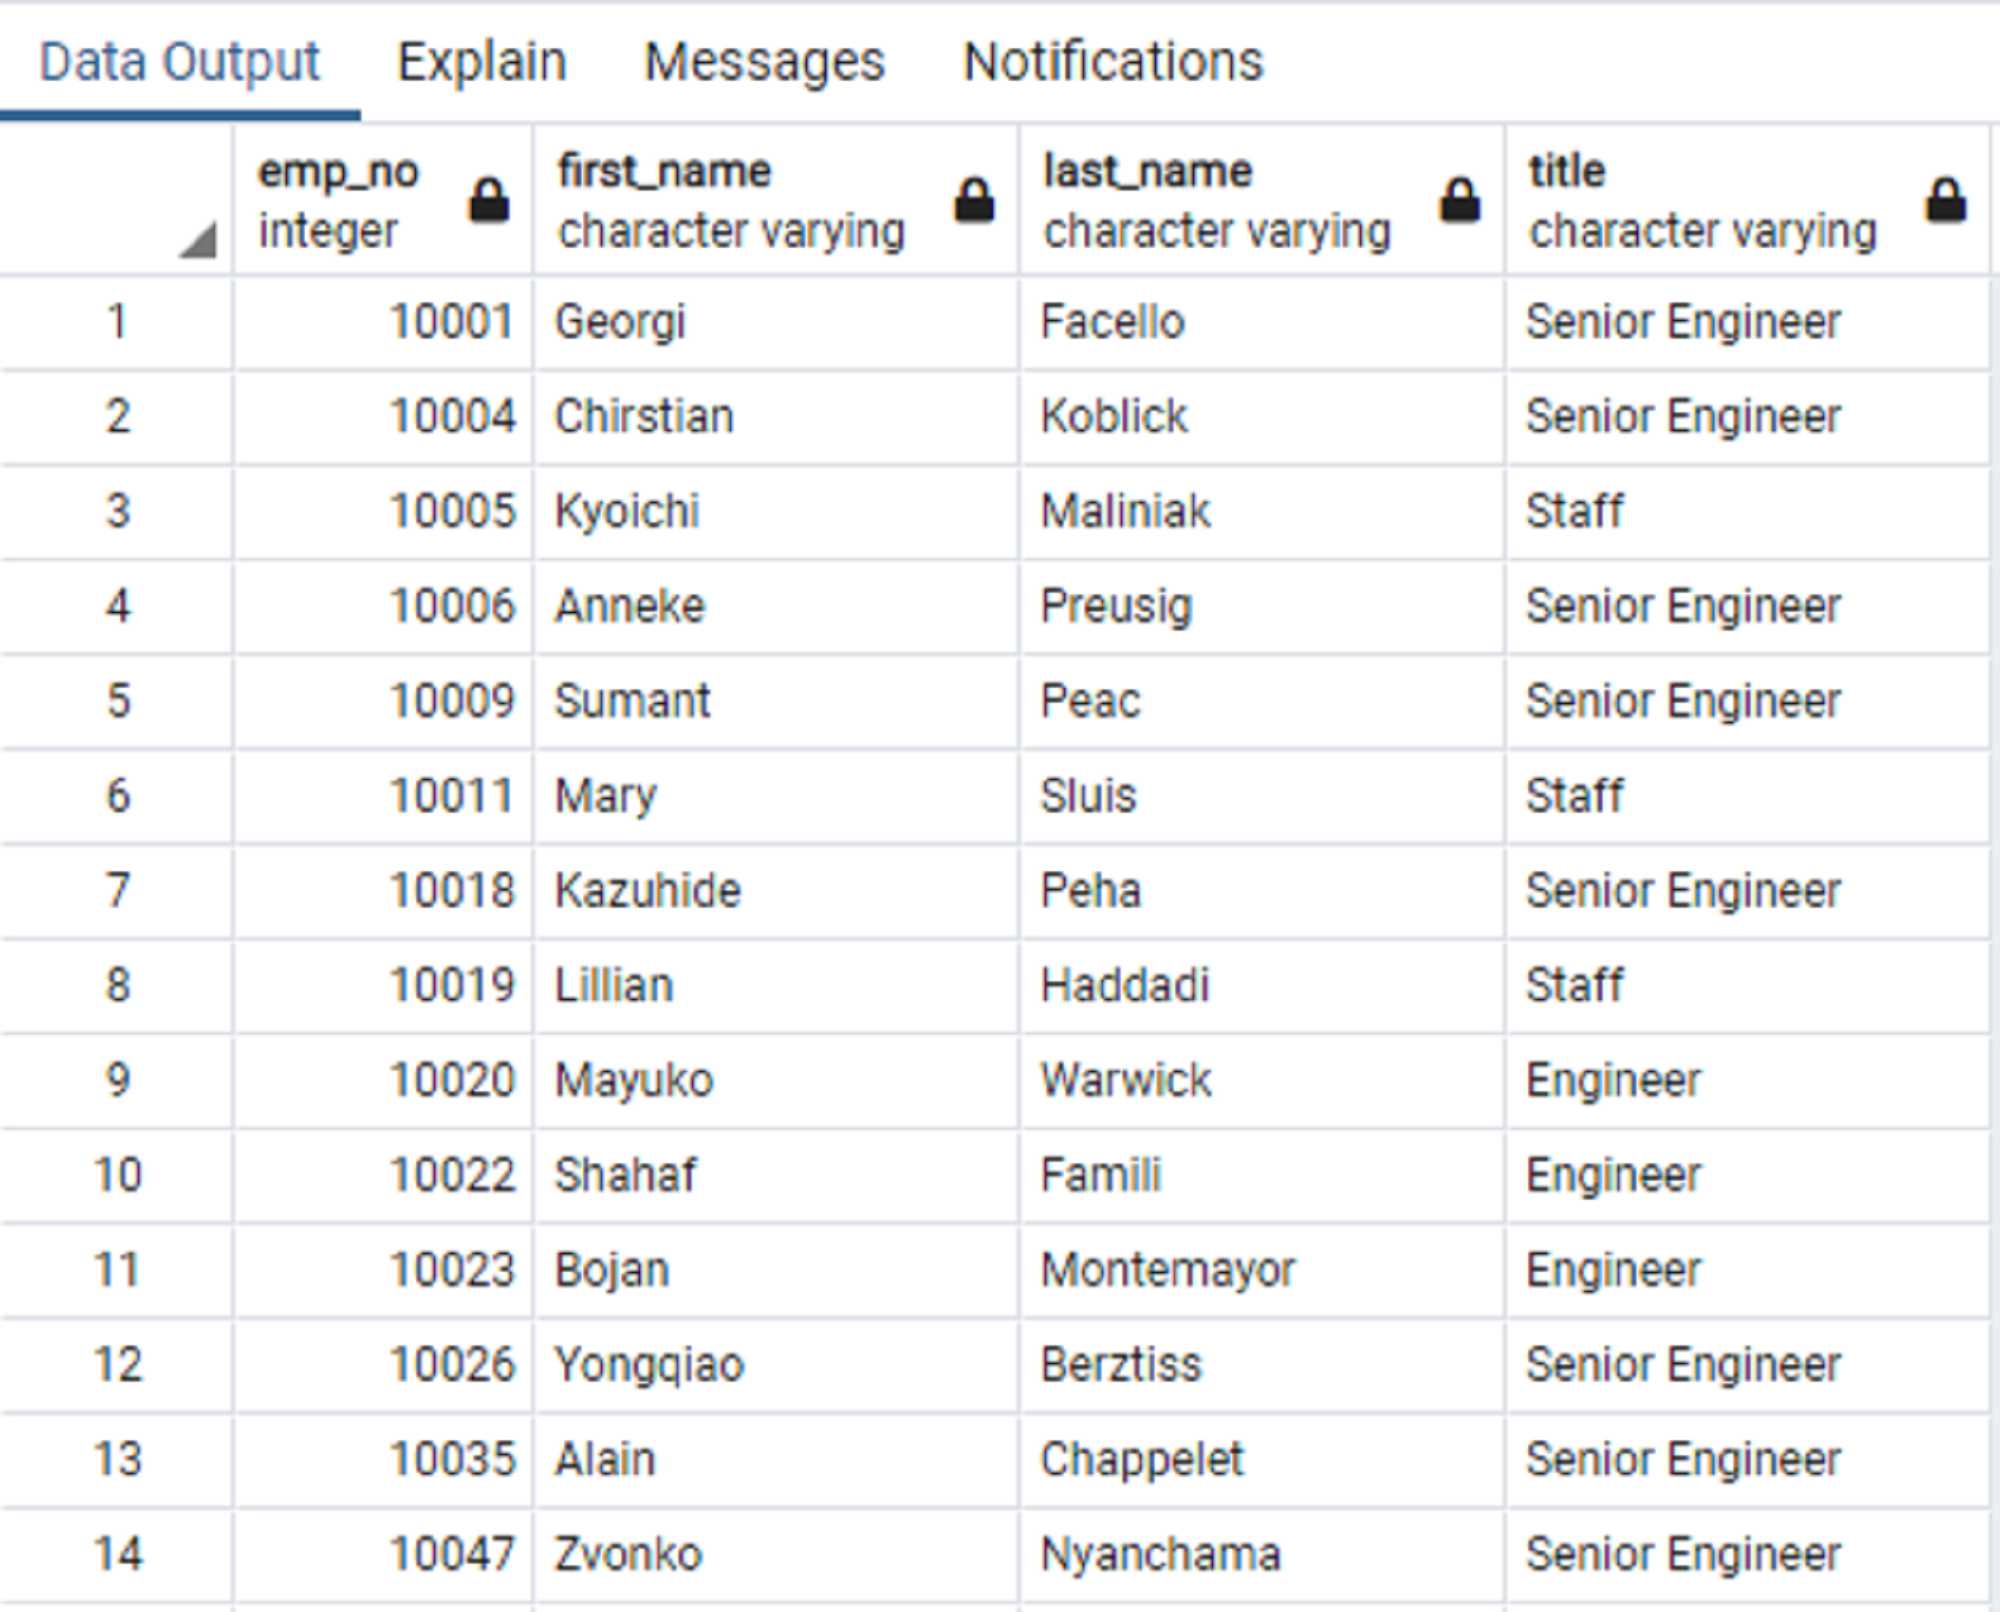 Data Output Explain Messages Notifications
emp_no first_name last_name title
integer character varying character varying character varying
1 10001 Georgi Facello Senior Engineer
2 10004 Chirstian Koblick Senior Engineer
3 10005 Kyoichi Maliniak Staff
4 10006 Anneke Preusig Senior Engineer
5 10009 Sumant Peac Senior Engineer
6 10011 Mary Sluis Staff
7 10018 Kazuhide Peha Senior Engineer
8 10019 Lillian Haddadi Staff
9 10020 Mayuko Warwick Engineer
10 10022 Shahaf Famili Engineer
11 10023 Bojan Montemayor Engineer
12 10026 Yongqiao Berztiss Senior Engineer
13 10035 Alain Chappelet Senior Engineer
14 10047 Zvonko Nyanchama Senior Engineer